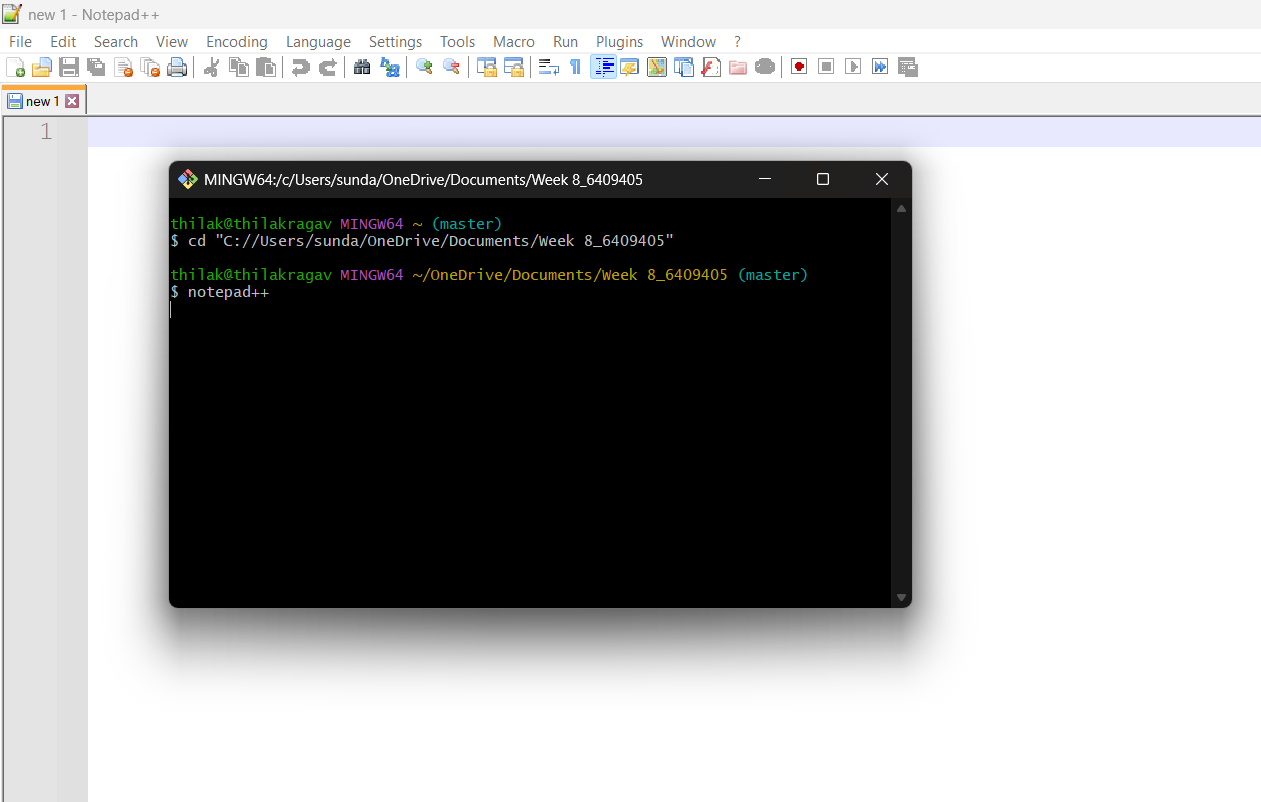 new 1 - Notepad++
File Edit Search View Encoding Language Settings Tools Macro Run Plugins Window ?
new 1
1
MINGW64:/c/Users/sunda/OneDrive/Documents/Week 8_6409405
thilak@thilakragav MINGW64 ~ (master)
$ cd "C://Users/sunda/OneDrive/Documents/Week 8_6409405"
thilak@thilakragav MINGW64 ~/OneDrive/Documents/Week 8_6409405 (master)
$ notepad++